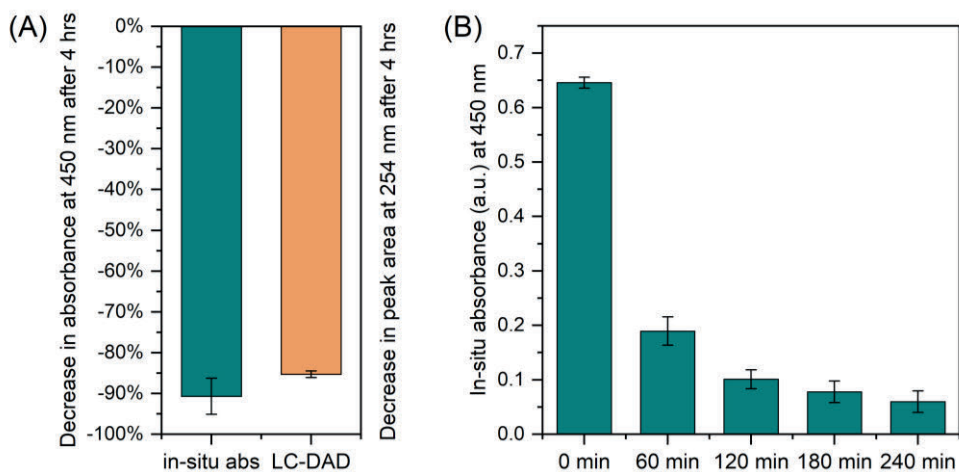 (A)
Decrease in absorbance at 450 nm after 4 hrs
0%
-10%
-20%
-30%
-40%
-50%
-60%
-70%
-80%
-90%
-100%
in-situ abs LC-DAD
Decrease in peak area at 254 nm after 4 hrs
(B)
In-situ absorbance (a.u.) at 450 nm
0.7
0.6
0.5
0.4
0.3
0.2
0.1
0.0
0 min 60 min 120 min 180 min 240 min